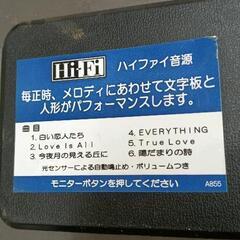 Hi-Fi ハイファイ音源
毎正時、メロディにあわせて文字板と
人形がパフォーマンスします。
曲目
1. 白い恋人たち
2. Love Is All
3. 今夜月の見える丘に
4. EVERYTHING
5. True Love
6. 陽だまりの詩
光センサーによる自動鳴止め・ボリュームつき
モニターボタンを押してください A855